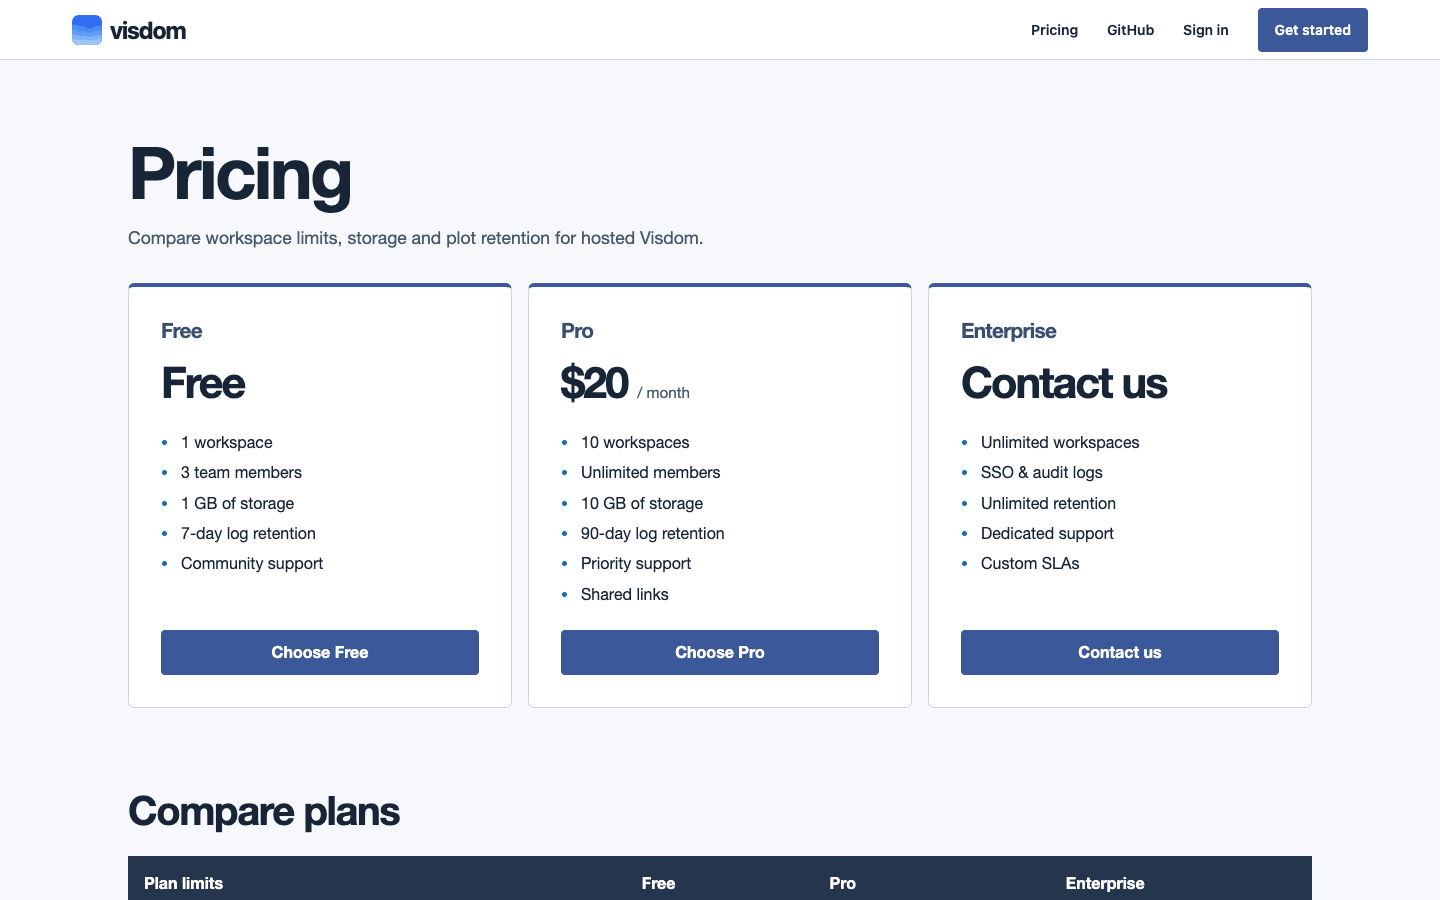 visdom
Pricing
GitHub
Sign in
Get started
Pricing
Compare workspace limits, storage and plot retention for hosted Visdom.
Free
Free
1 workspace
3 team members
1 GB of storage
7-day log retention
Community support
Choose Free
Pro
$20 / month
10 workspaces
Unlimited members
10 GB of storage
90-day log retention
Priority support
Shared links
Choose Pro
Enterprise
Contact us
Unlimited workspaces
SSO & audit logs
Unlimited retention
Dedicated support
Custom SLAs
Contact us
Compare plans
Plan limits Free Pro Enterprise